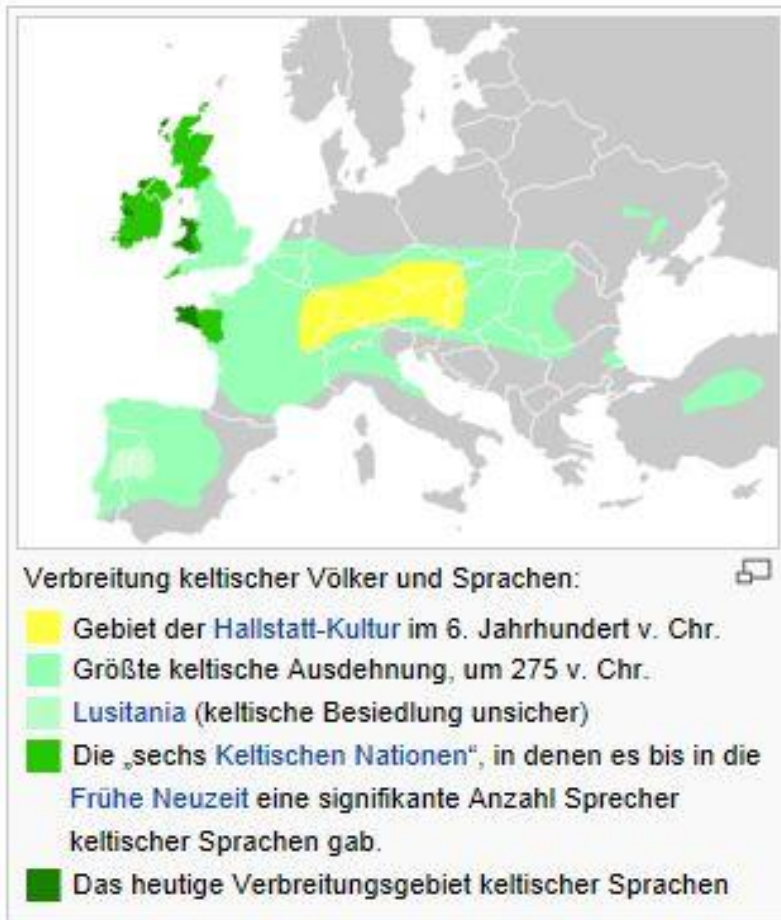 Verbreitung keltischer Völker und Sprachen:
Gebiet der Hallstatt-Kultur im 6. Jahrhundert v. Chr.
Größte keltische Ausdehnung, um 275 v. Chr.
Lusitania (keltische Besiedlung unsicher)
Die „sechs Keltischen Nationen“, in denen es bis in die
Frühe Neuzeit eine signifikante Anzahl Sprecher
keltischer Sprachen gab.
Das heutige Verbreitungsgebiet keltischer Sprachen